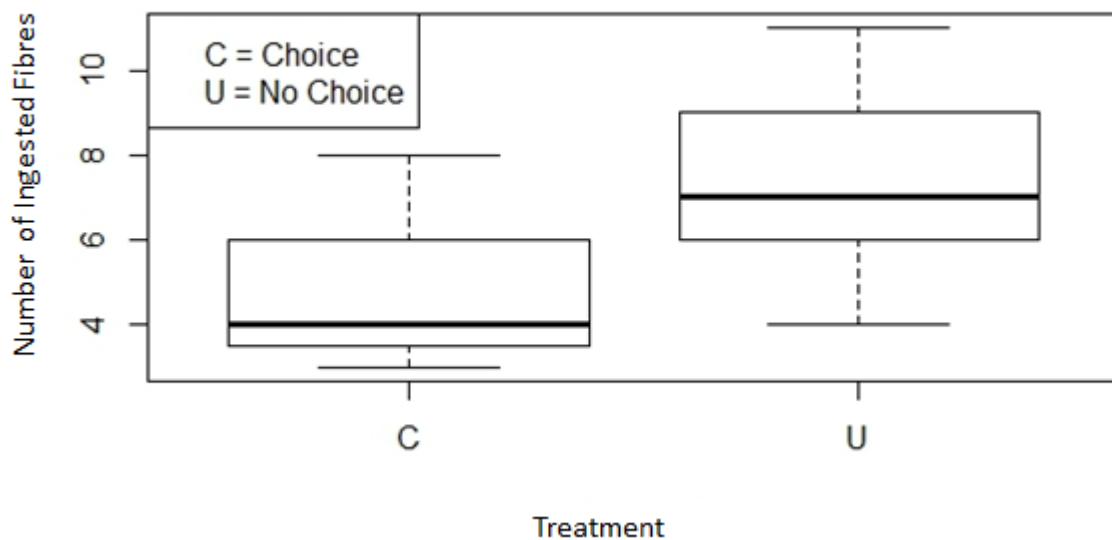 Number of Ingested Fibres
C = Choice
U = No Choice
10
8
6
4
C
U
Treatment